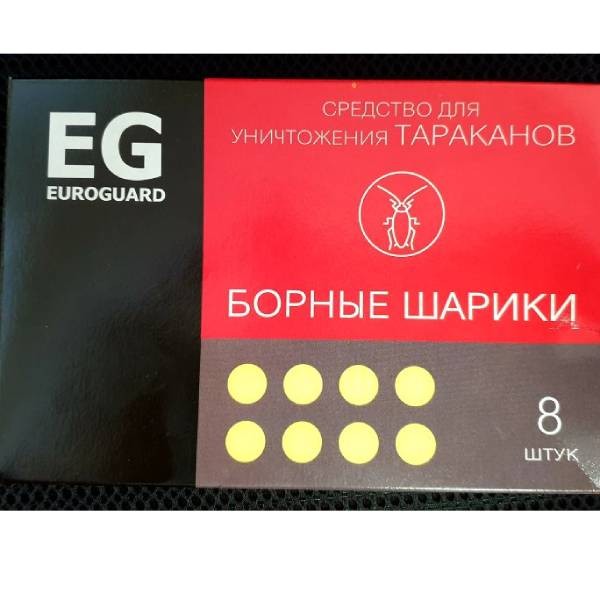 EG
EUROGUARD
СРЕДСТВО ДЛЯ
УНИЧТОЖЕНИЯ ТАРАКАНОВ
БОРНЫЕ ШАРИКИ
8
ШТУК